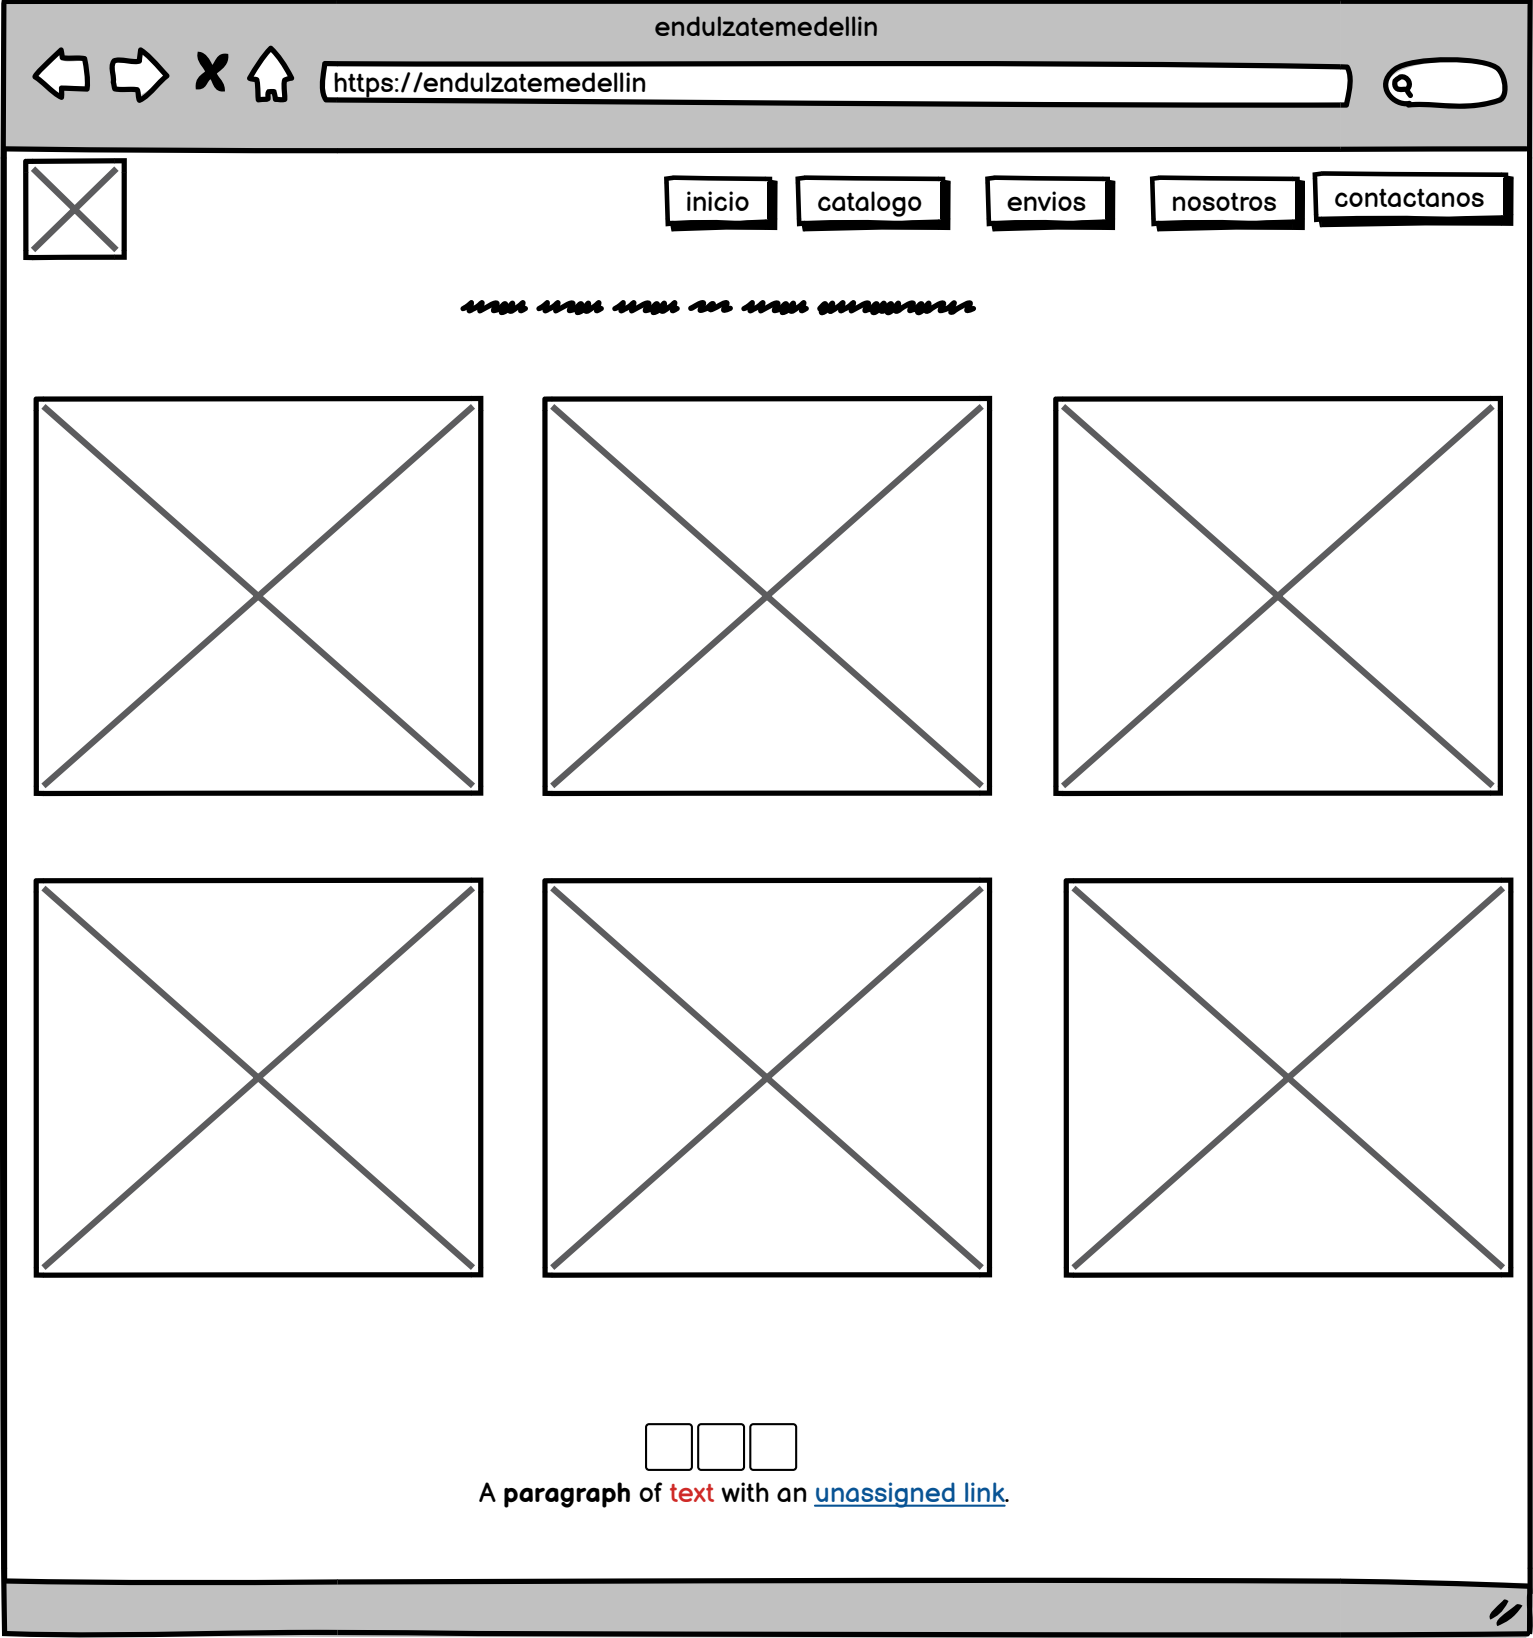 endulzatemedellin
https://endulzatemedellin
inicio catalogo envios nosotros contactanos
A paragraph of text with an unassigned link.